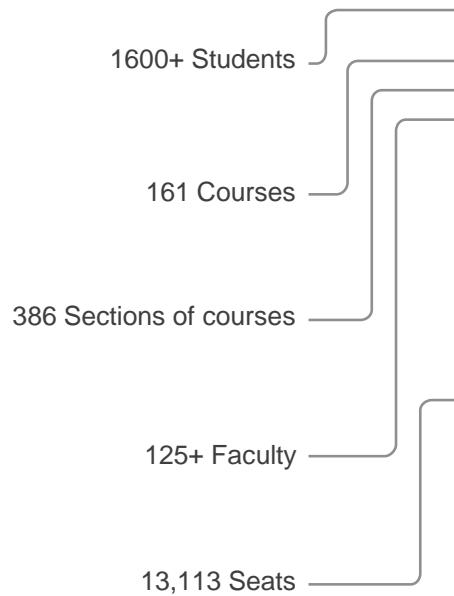 1600+ Students
161 Courses
386 Sections of courses
125+ Faculty
13,113 Seats